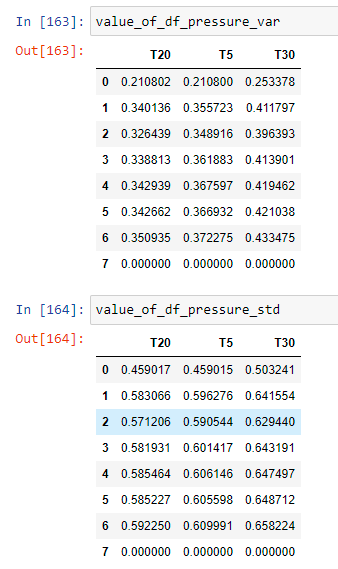 In [163]: value_of_df_pressure_var
Out[163]:
T20 T5 T30
0 0.210802 0.210800 0.253378
1 0.340136 0.355723 0.411797
2 0.326439 0.348916 0.396393
3 0.338813 0.361883 0.413901
4 0.342939 0.367597 0.419462
5 0.342662 0.366932 0.421038
6 0.350935 0.372275 0.433475
7 0.000000 0.000000 0.000000
In [164]: value_of_df_pressure_std
Out[164]:
T20 T5 T30
0 0.459017 0.459015 0.503241
1 0.583066 0.596276 0.641554
2 0.571206 0.590544 0.629440
3 0.581931 0.601417 0.643191
4 0.585464 0.606146 0.647497
5 0.585227 0.605598 0.648712
6 0.592250 0.609991 0.658224
7 0.000000 0.000000 0.000000